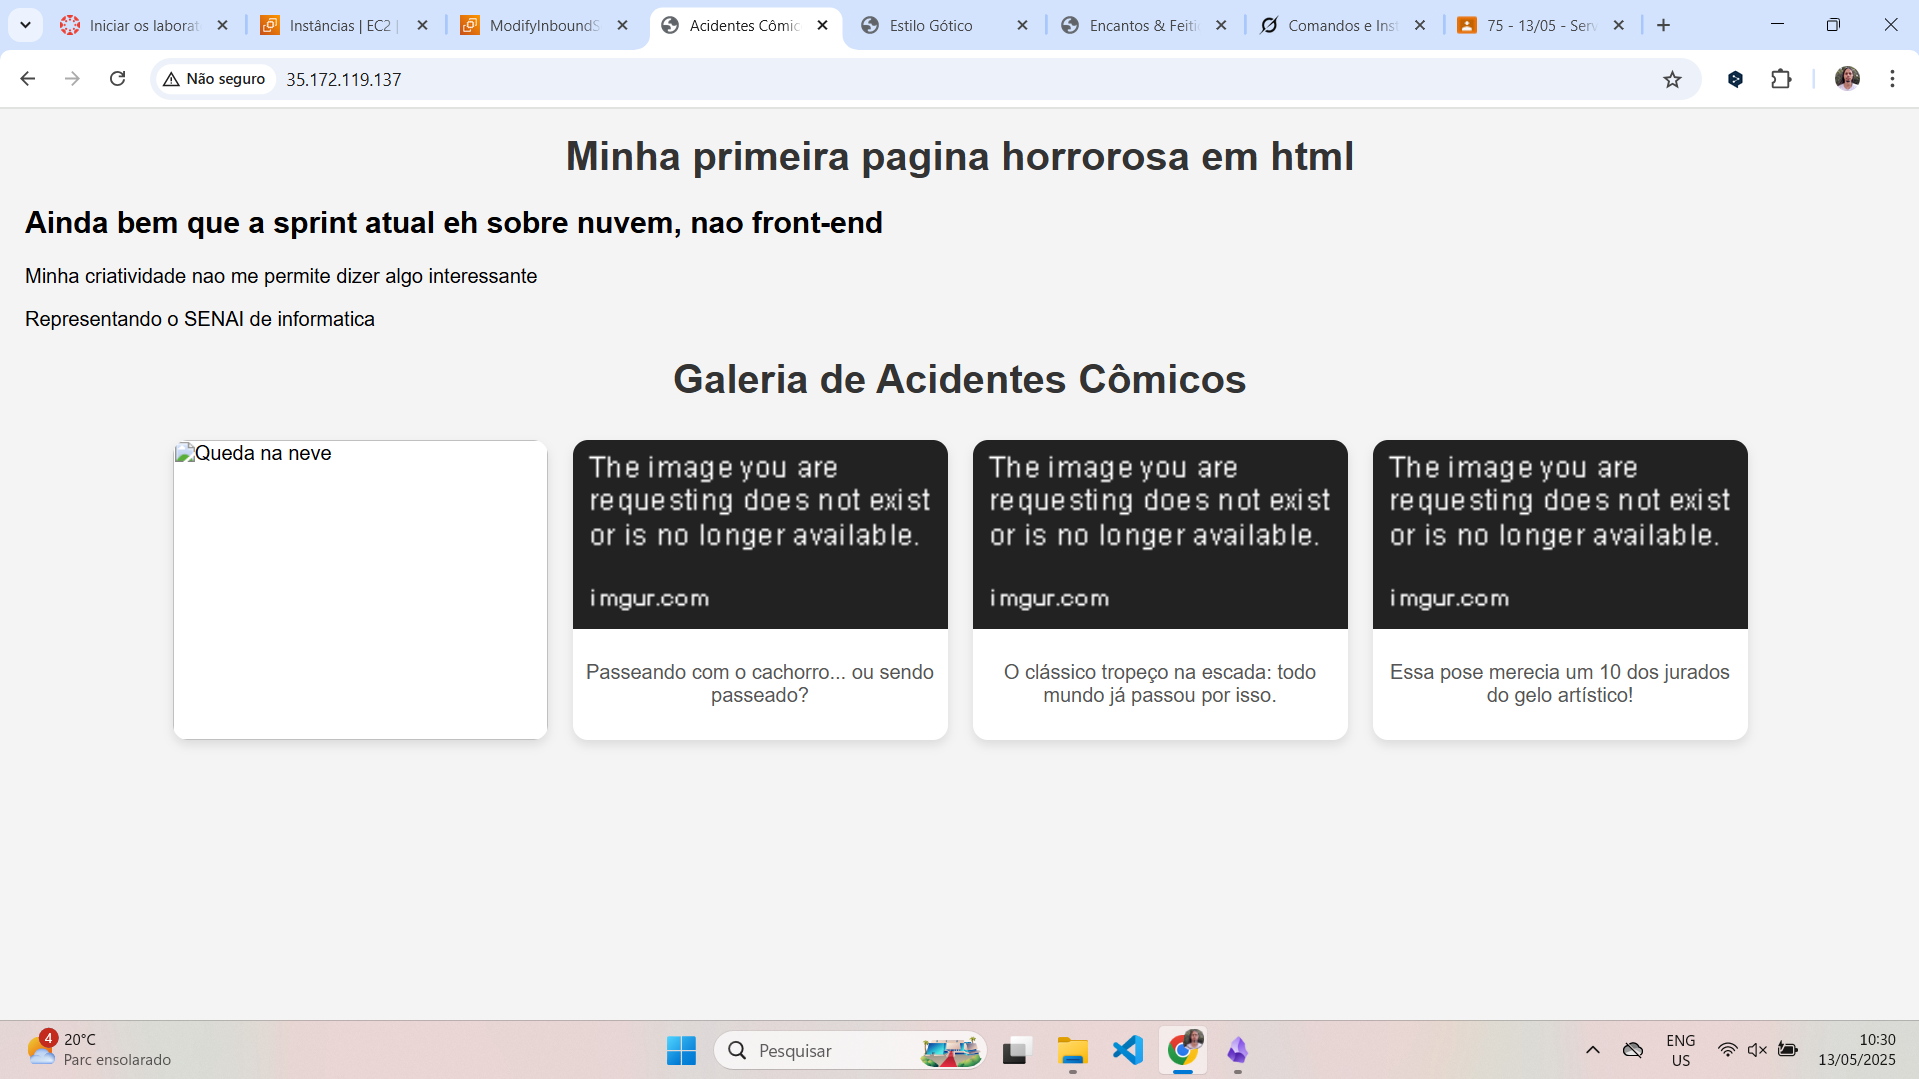 Iniciar os laborat
Instâncias | EC2 |
ModifyInboundS
Acidentes Cômic
Estilo Gótico
Encantos & Feiti
Comandos e Inst
75 - 13/05 - Serv
Não seguro
35.172.119.137
Minha primeira pagina horrorosa em html
Ainda bem que a sprint atual eh sobre nuvem, nao front-end
Minha criatividade nao me permite dizer algo interessante
Representando o SENAI de informatica
Galeria de Acidentes Cômicos
Queda na neve
The image you are
requesting does not exist
or is no longer available.
imgur.com
Passeando com o cachorro... ou sendo
passeado?
The image you are
requesting does not exist
or is no longer available.
imgur.com
O clássico tropeço na escada: todo
mundo já passou por isso.
The image you are
requesting does not exist
or is no longer available.
imgur.com
Essa pose merecia um 10 dos jurados
do gelo artístico!
4
20°C
Parc ensolarado
Pesquisar
ENG
US
10:30
13/05/2025